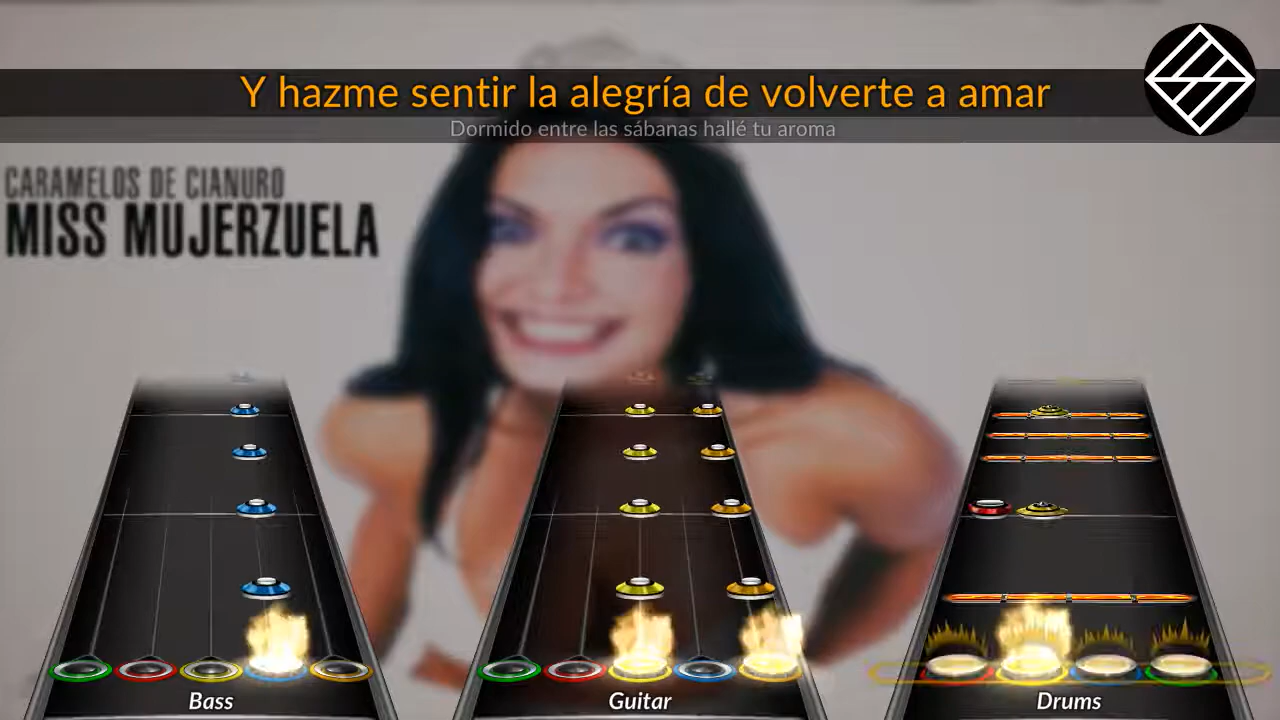 Y hazme sentir la alegría de volverte a amar
Dormido entre las sábanas hallé tu aroma
CARAMELOS DE CIANURO
MISS MUJERZUELA
Bass
Guitar
Drums